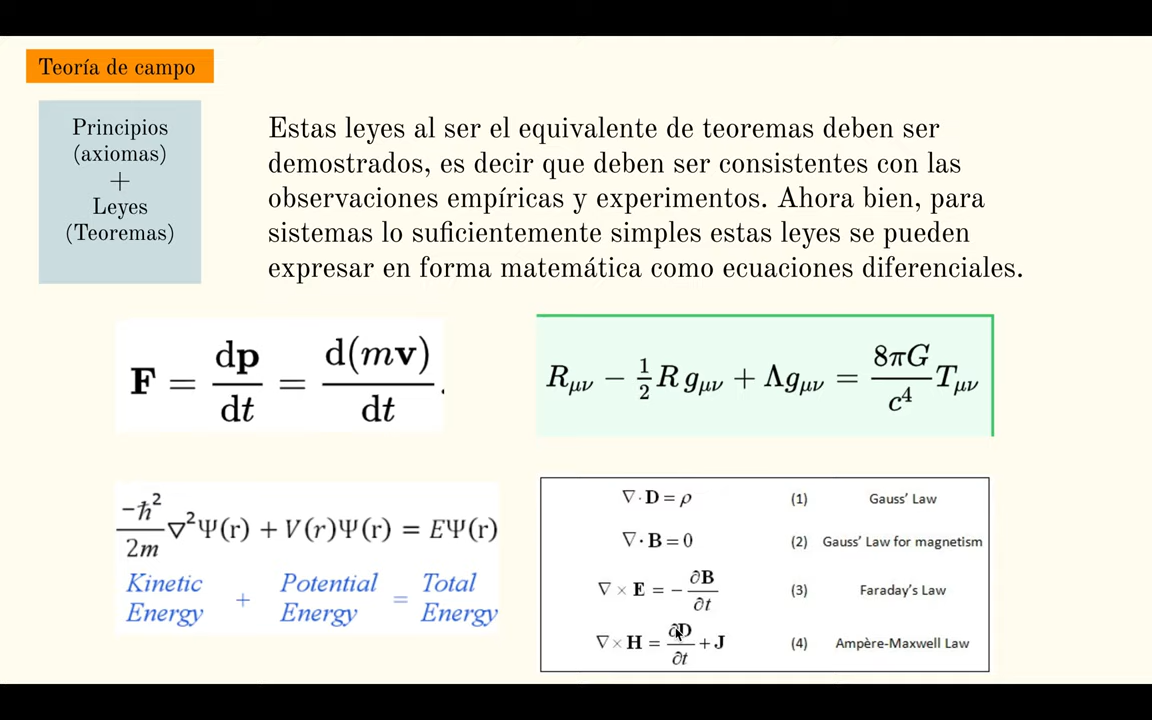 Teoría de campo
Principios
(axiomas)
+
Leyes
(Teoremas)
Estas leyes al ser el equivalente de teoremas deben ser
demostrados, es decir que deben ser consistentes con las
observaciones empíricas y experimentos. Ahora bien, para
sistemas lo suficientemente simples estas leyes se pueden
expresar en forma matemática como ecuaciones diferenciales.
F = dp/dt = d(mv)/dt.
R_μν − 1/2 R g_μν + Λg_μν = 8πG/c⁴ T_μν
−ħ²/2m ∇²Ψ(r) + V(r)Ψ(r) = EΨ(r)
Kinetic Energy + Potential Energy = Total Energy
∇·D = ρ (1) Gauss' Law
∇·B = 0 (2) Gauss' Law for magnetism
∇×E = −∂B/∂t (3) Faraday's Law
∇×H = ∂D/∂t + J (4) Ampère-Maxwell Law